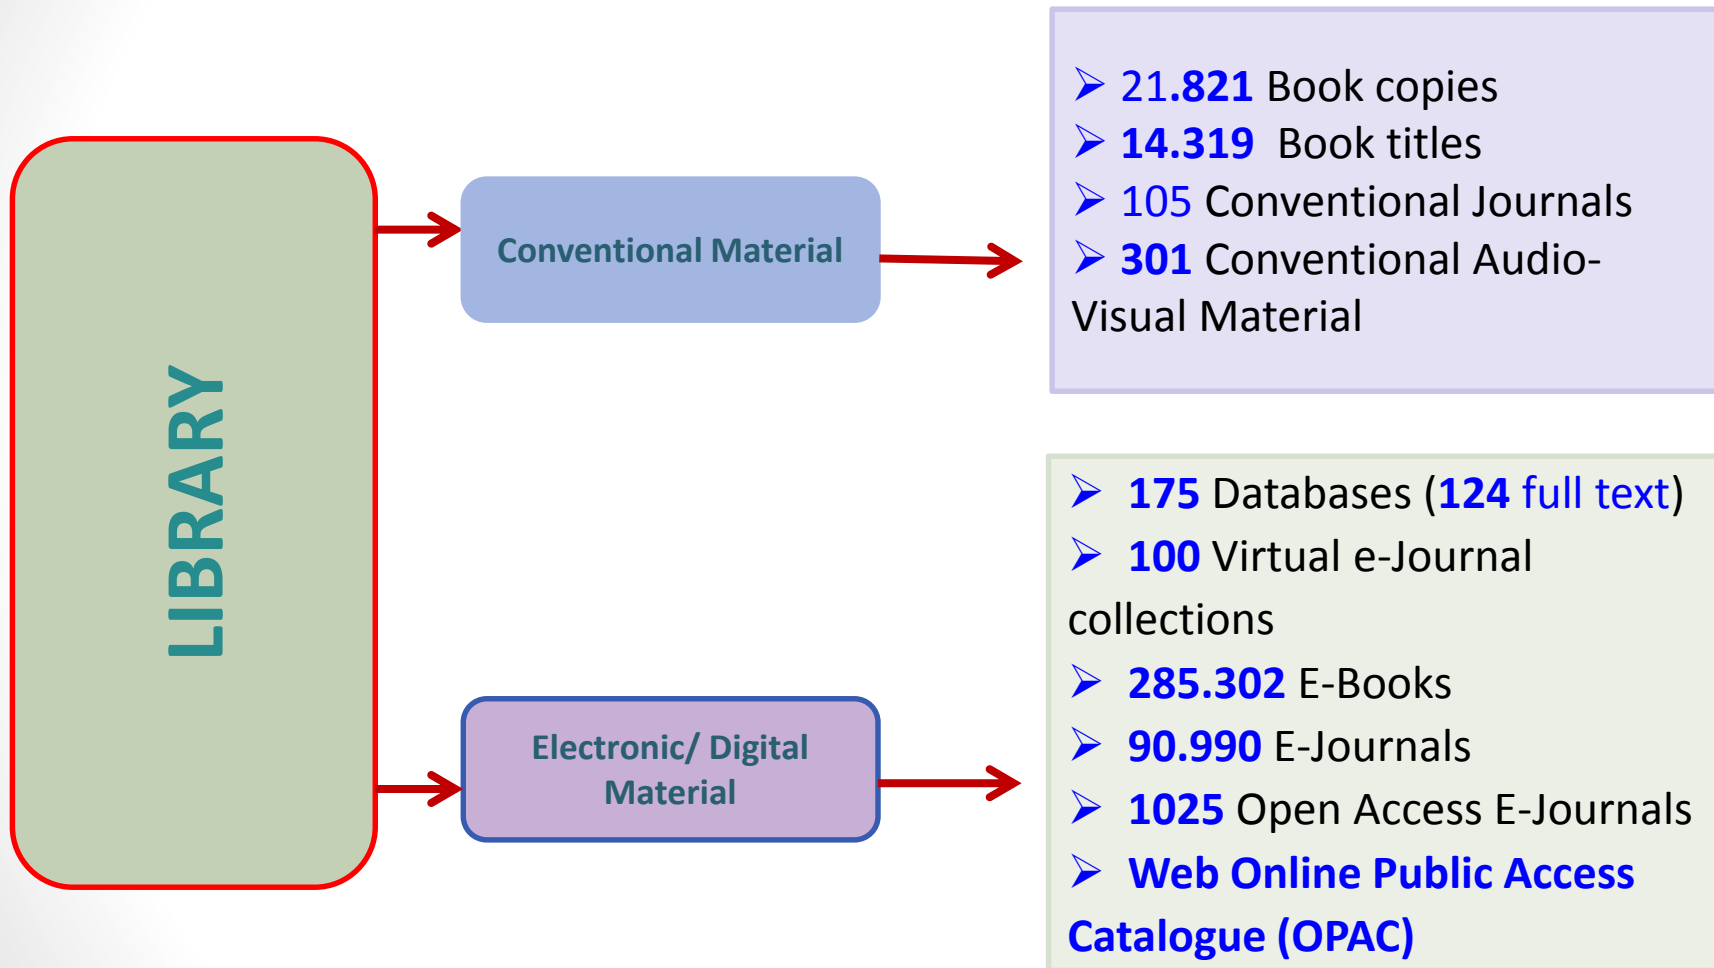 LIBRARY
Conventional Material
➢ 21.821 Book copies
➢ 14.319 Book titles
➢ 105 Conventional Journals
➢ 301 Conventional Audio-
Visual Material
Electronic/ Digital
Material
➢ 175 Databases (124 full text)
➢ 100 Virtual e-Journal
collections
➢ 285.302 E-Books
➢ 90.990 E-Journals
➢ 1025 Open Access E-Journals
➢ Web Online Public Access
Catalogue (OPAC)